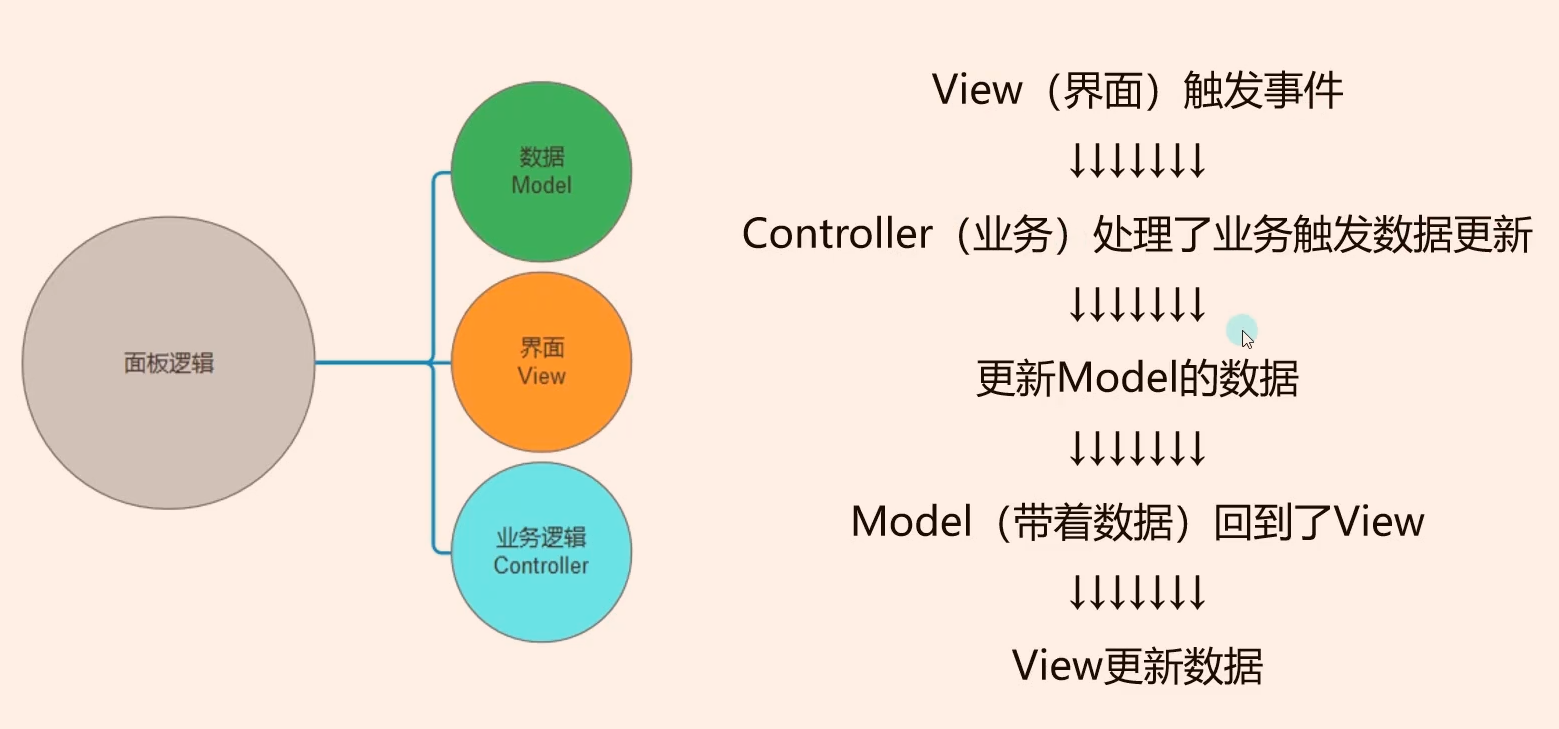 面板逻辑
数据
Model
界面
View
业务逻辑
Controller
View（界面）触发事件
↓↓↓↓↓↓↓
Controller（业务）处理了业务触发数据更新
↓↓↓↓↓↓↓
更新Model的数据
↓↓↓↓↓↓↓
Model（带着数据）回到了View
↓↓↓↓↓↓↓
View更新数据